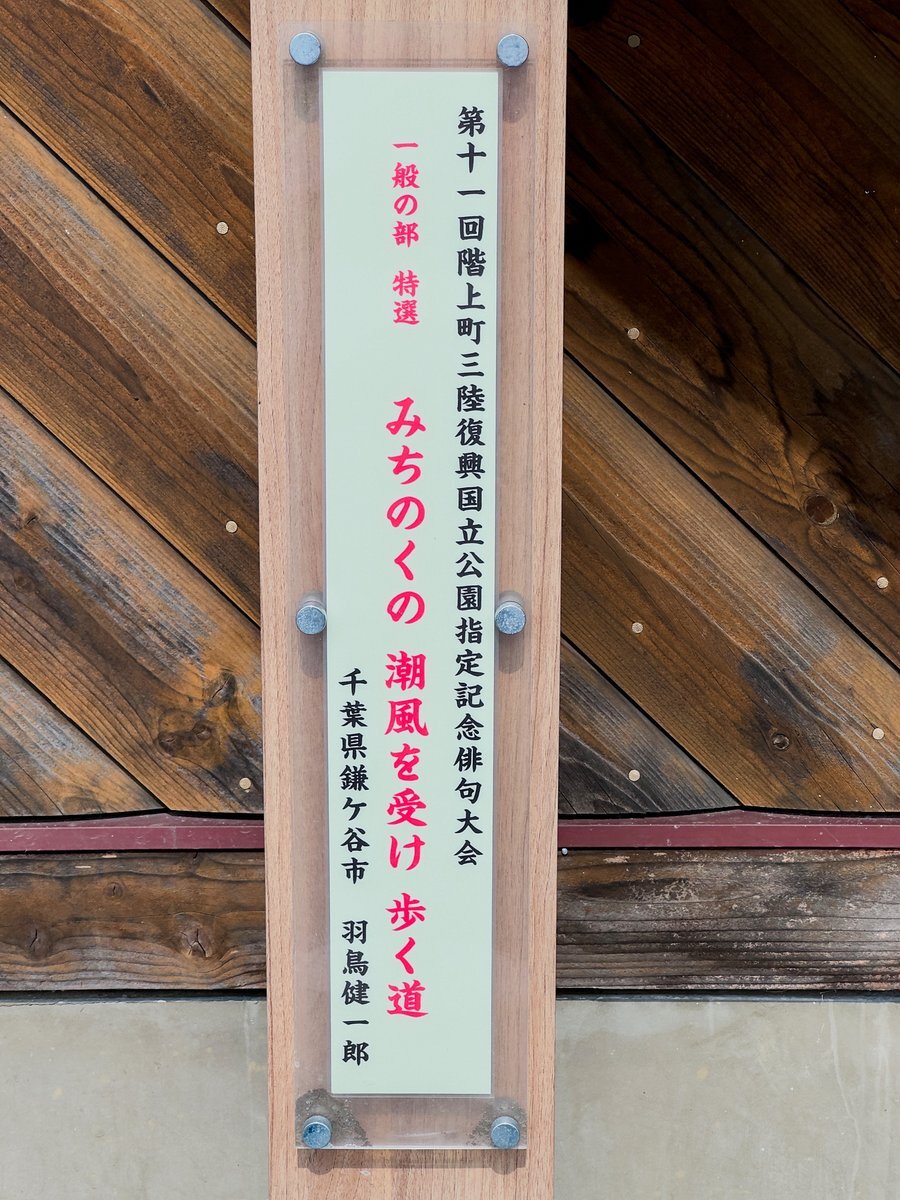 第十一回階上町三陸復興国立公園指定記念俳句大会
一般の部　特選　みちのくの 潮風を受け 歩く道
千葉県鎌ケ谷市　羽鳥健一郎